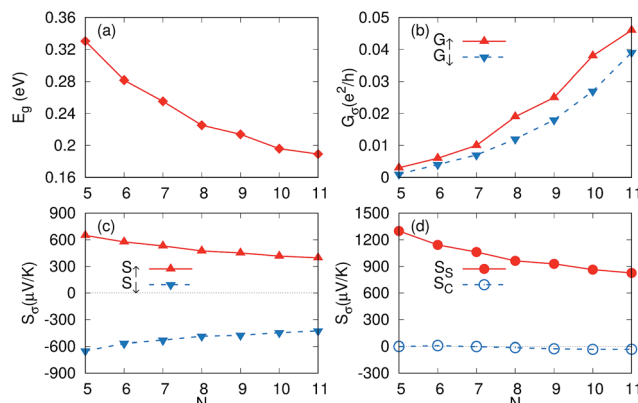 (a)
E_g (eV)
0.36
0.32
0.28
0.24
0.2
0.16
5 6 7 8 9 10 11
(b)
G_σ(e²/h)
0.05
0.04
0.03
0.02
0.01
0
G↑
G↓
5 6 7 8 9 10 11
(c)
S_σ(μV/K)
900
600
300
0
-300
-600
-900
S↑
S↓
5 6 7 8 9 10 11
N
(d)
S_σ(μV/K)
1500
1200
900
600
300
0
-300
S_S
S_C
5 6 7 8 9 10 11
N